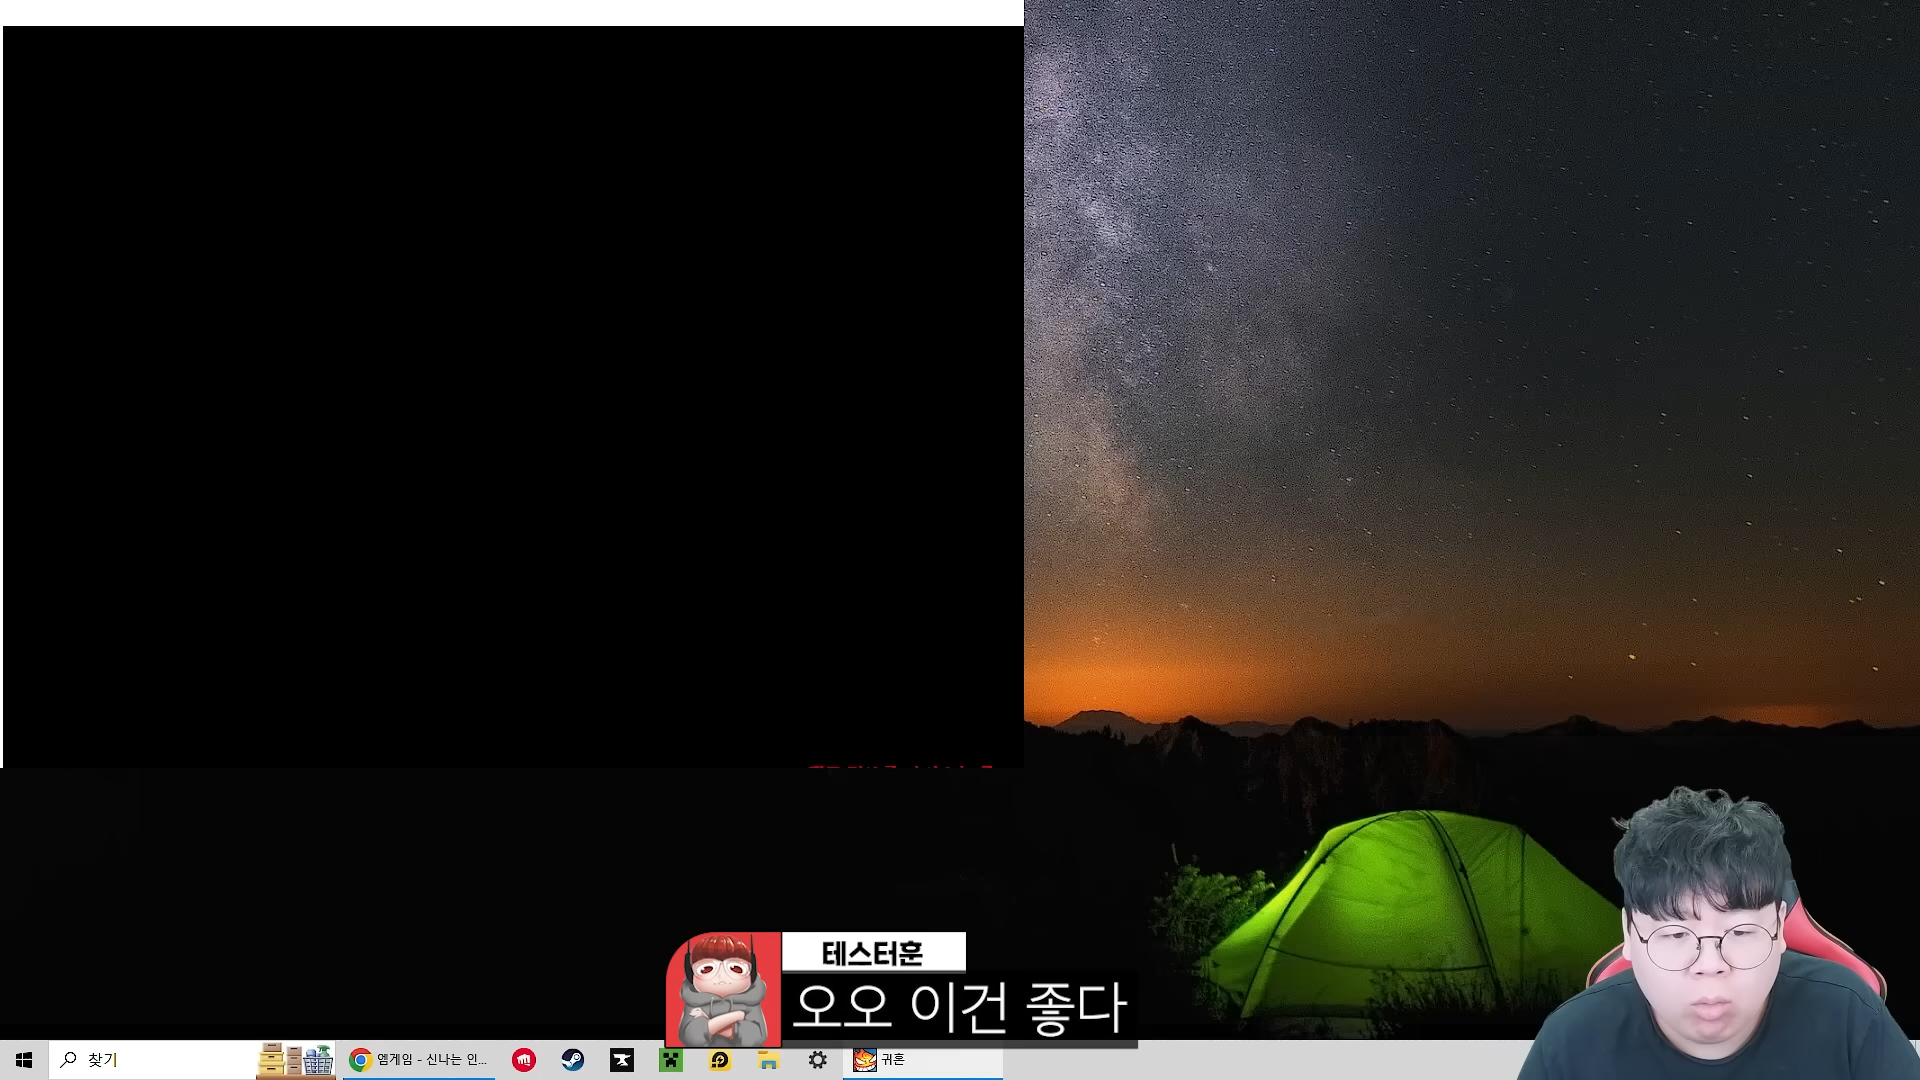 테스터훈
오오 이건 좋다
찾기
엠게임 - 신나는 인...
귀혼